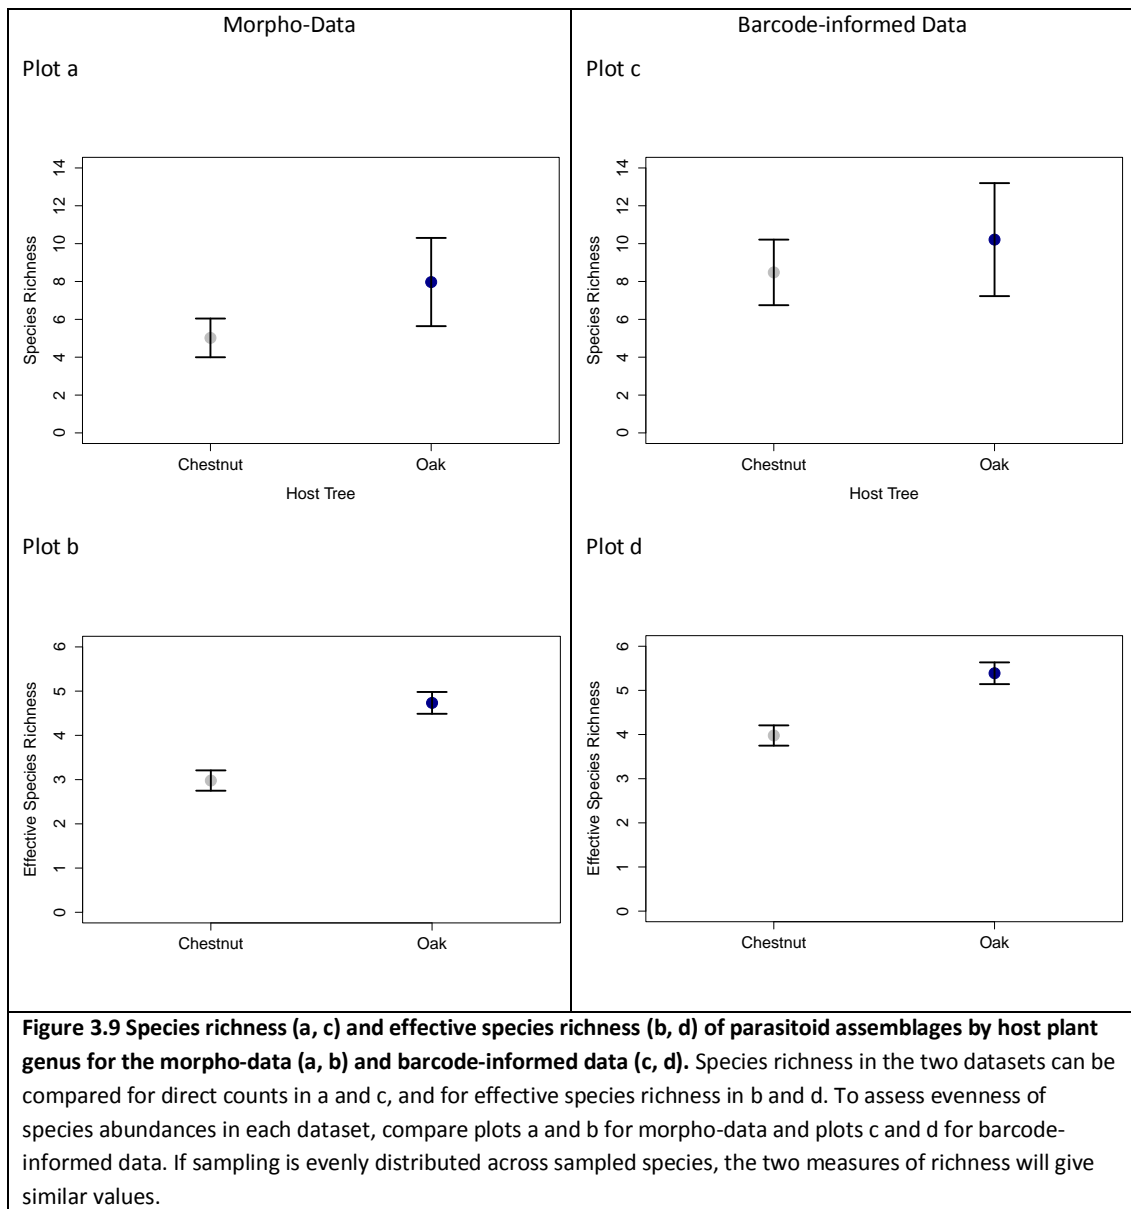 Morpho-Data
Plot a
Species Richness
14
12
10
8
6
4
2
0
Chestnut
Oak
Host Tree
Plot b
Effective Species Richness
6
5
4
3
2
1
0
Chestnut
Oak
Barcode-informed Data
Plot c
Species Richness
14
12
10
8
6
4
2
0
Chestnut
Oak
Host Tree
Plot d
Effective Species Richness
6
5
4
3
2
1
0
Chestnut
Oak
Figure 3.9 Species richness (a, c) and effective species richness (b, d) of parasitoid assemblages by host plant
genus for the morpho-data (a, b) and barcode-informed data (c, d). Species richness in the two datasets can be
compared for direct counts in a and c, and for effective species richness in b and d. To assess evenness of
species abundances in each dataset, compare plots a and b for morpho-data and plots c and d for barcode-
informed data. If sampling is evenly distributed across sampled species, the two measures of richness will give
similar values.